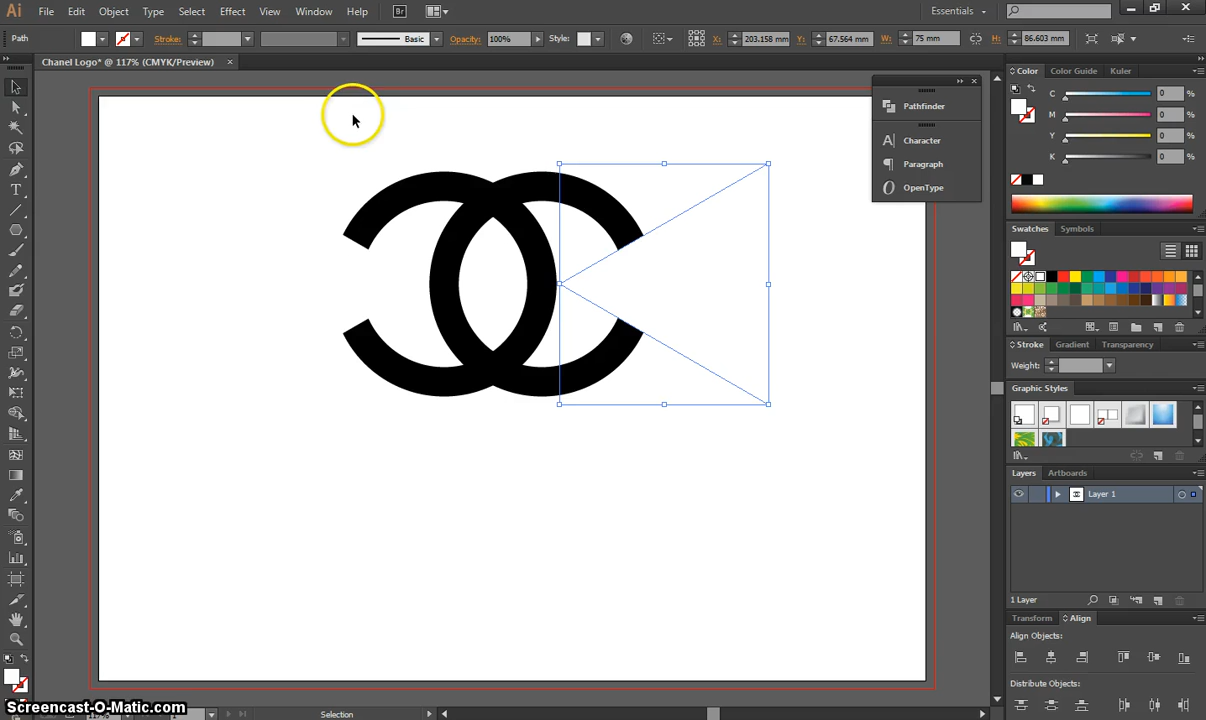 Ai File Edit Object Type Select Effect View Window Help Br Essentials
Path Stroke: Basic Opacity: 100% Style: X: 203.158 mm Y: 67.564 mm W: 75 mm H: 86.603 mm
Chanel Logo* @ 117% (CMYK/Preview)
Color Color Guide Kuler
C 0 %
M 0 %
Y 0 %
K 0 %
Pathfinder
Character
Paragraph
OpenType
Swatches Symbols
Stroke Gradient Transparency
Weight:
Graphic Styles
Layers Artboards
Layer 1
1 Layer
Transform Align
Align Objects:
Distribute Objects:
Selection
Screencast-O-Matic.com